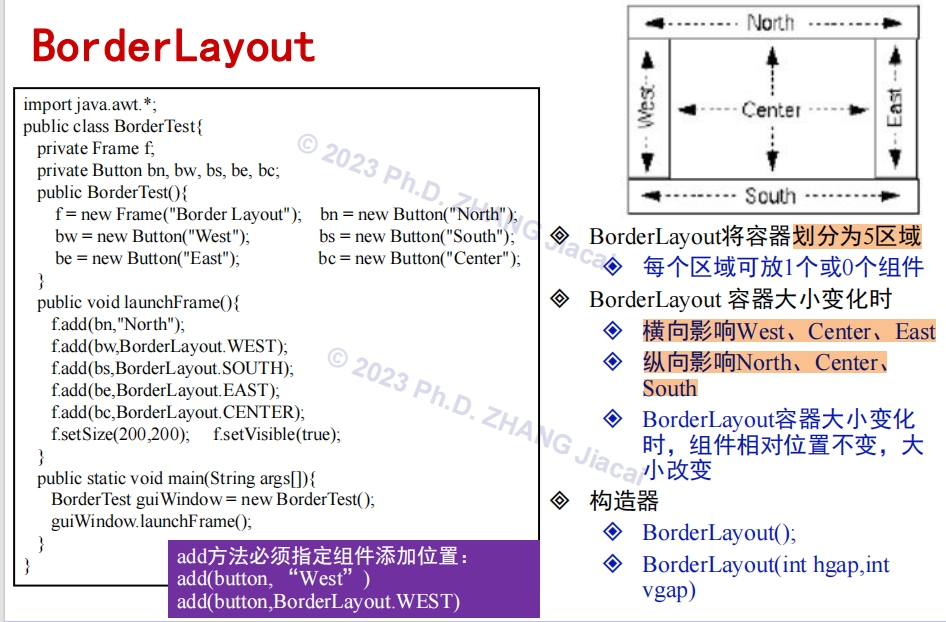 BorderLayout
import java.awt.*;
public class BorderTest{
private Frame f;
private Button bn, bw, bs, be, bc;
public BorderTest(){
f = new Frame("Border Layout"); bn = new Button("North");
bw = new Button("West"); bs = new Button("South");
be = new Button("East"); bc = new Button("Center");
}
public void launchFrame(){
f.add(bn,"North");
f.add(bw,BorderLayout.WEST);
f.add(bs,BorderLayout.SOUTH);
f.add(be,BorderLayout.EAST);
f.add(bc,BorderLayout.CENTER);
f.setSize(200,200); f.setVisible(true);
}
public static void main(String args[]){
BorderTest guiWindow = new BorderTest();
guiWindow.launchFrame();
}
}
add方法必须指定组件添加位置：
add(button, “West”)
add(button,BorderLayout.WEST)
© 2023 Ph.D. ZHANG Jiacai
© 2023 Ph.D. ZHANG Jiacai
North
West
Center
East
South
BorderLayout将容器划分为5区域
每个区域可放1个或0个组件
BorderLayout 容器大小变化时
横向影响West、Center、East
纵向影响North、Center、
South
BorderLayout容器大小变化
时，组件相对位置不变，大
小改变
构造器
BorderLayout();
BorderLayout(int hgap,int
vgap)